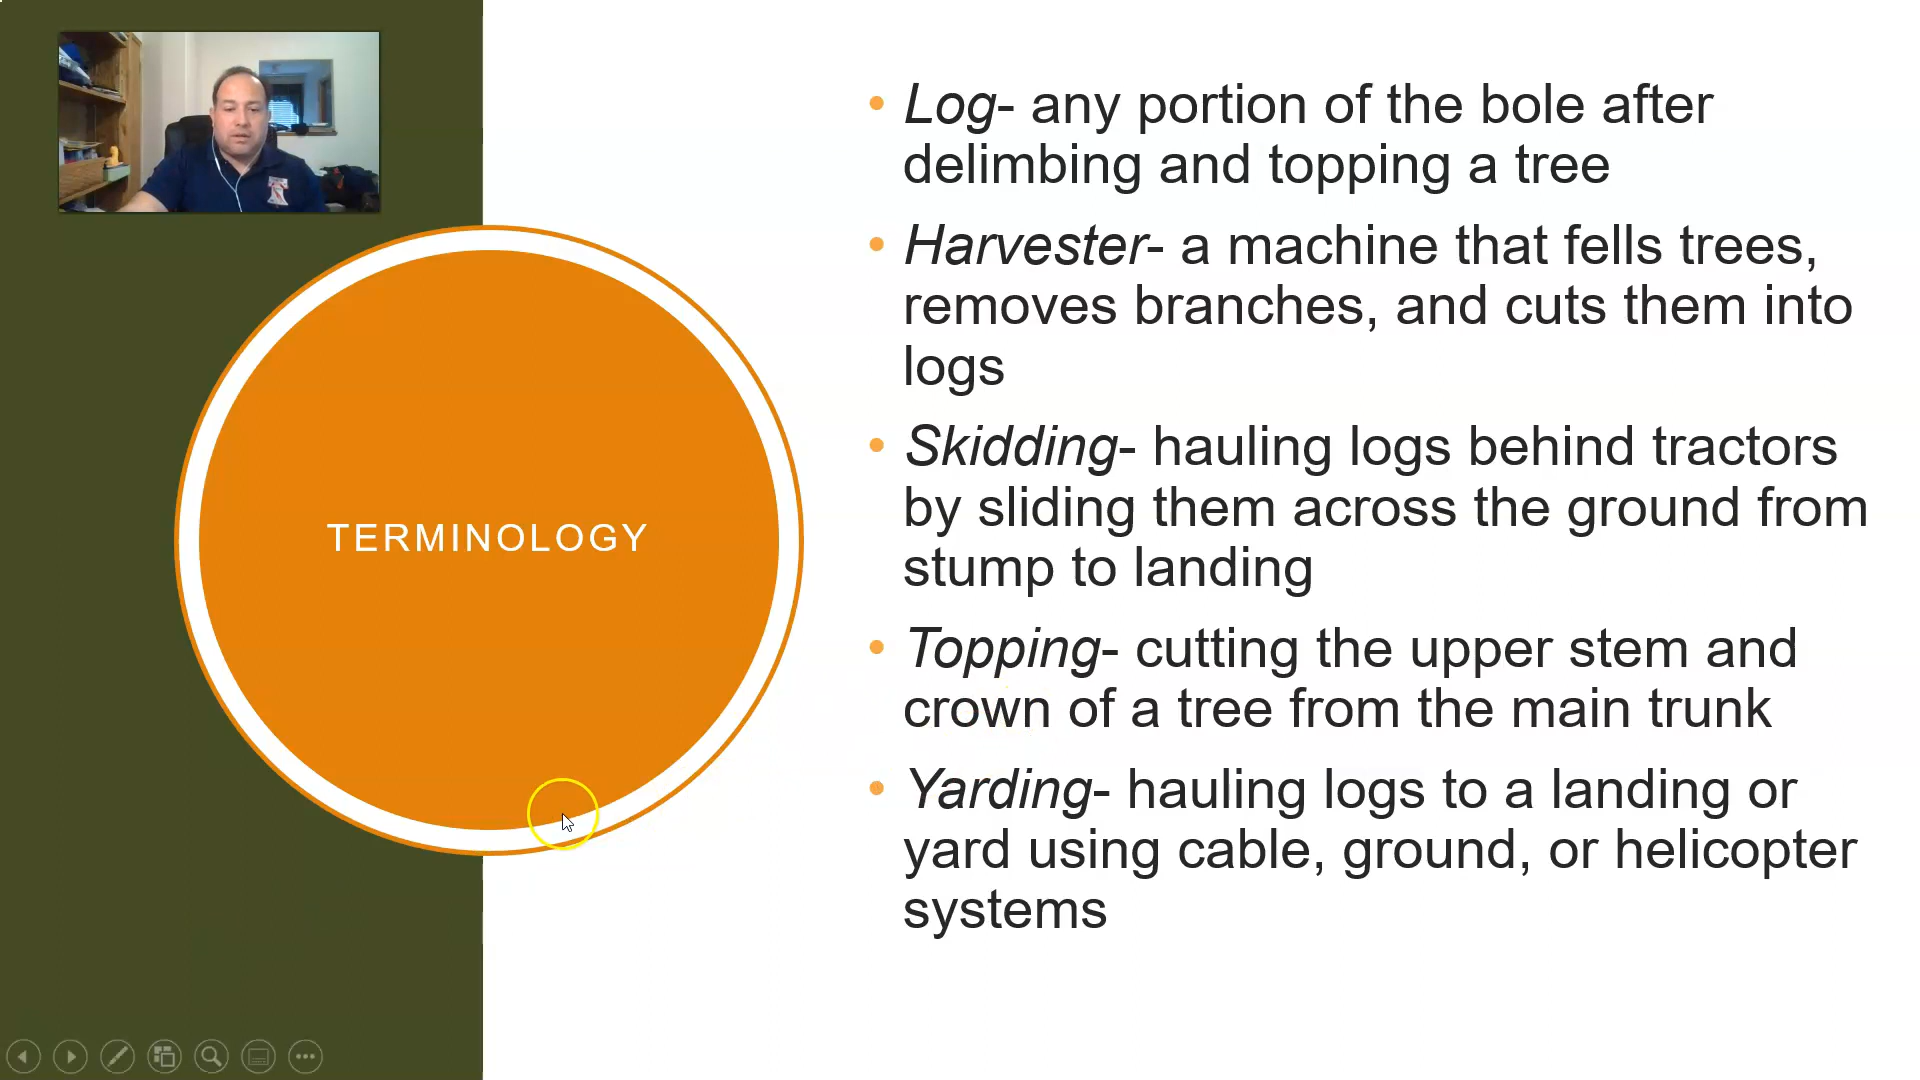 TERMINOLOGY
• Log- any portion of the bole after
delimbing and topping a tree
• Harvester- a machine that fells trees,
removes branches, and cuts them into
logs
• Skidding- hauling logs behind tractors
by sliding them across the ground from
stump to landing
• Topping- cutting the upper stem and
crown of a tree from the main trunk
• Yarding- hauling logs to a landing or
yard using cable, ground, or helicopter
systems